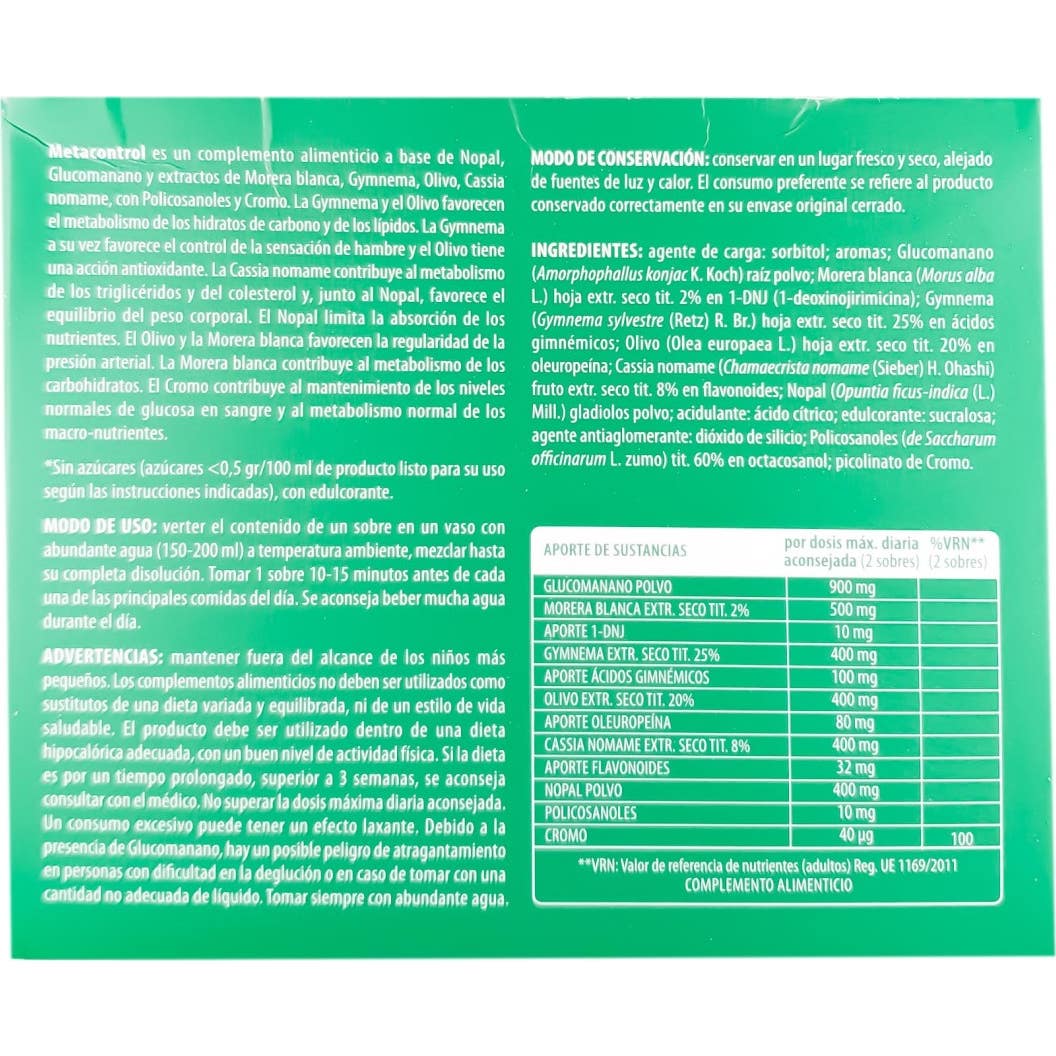 Metacontrol es un complemento alimenticio a base de Nopal,
Glucomanano y extractos de Morera blanca, Gymnema, Olivo, Cassia
nomame, con Policosanoles y Cromo. La Gymnema y el Olivo favorecen
el metabolismo de los hidratos de carbono y de los lípidos. La Gymnema
a su vez favorece el control de la sensación de hambre y el Olivo tiene
una acción antioxidante. La Cassia nomame contribuye al metabolismo
de los triglicéridos y del colesterol y, junto al Nopal, favorece el
equilibrio del peso corporal. El Nopal limita la absorción de los
nutrientes. El Olivo y la Morera blanca favorecen la regularidad de la
presión arterial. La Morera blanca contribuye al metabolismo de los
carbohidratos. El Cromo contribuye al mantenimiento de los niveles
normales de glucosa en sangre y al metabolismo normal de los
macro-nutrientes.
*Sin azúcares (azúcares <0,5 gr/100 ml de producto listo para su uso
según las instrucciones indicadas), con edulcorante.
MODO DE USO: verter el contenido de un sobre en un vaso con
abundante agua (150-200 ml) a temperatura ambiente, mezclar hasta
su completa disolución. Tomar 1 sobre 10-15 minutos antes de cada
una de las principales comidas del día. Se aconseja beber mucha agua
durante el día.
ADVERTENCIAS: mantener fuera del alcance de los niños más
pequeños. Los complementos alimenticios no deben ser utilizados como
sustitutos de una dieta variada y equilibrada, ni de un estilo de vida
saludable. El producto debe ser utilizado dentro de una dieta
hipocalórica adecuada, con un buen nivel de actividad física. Si la dieta
es por un tiempo prolongado, superior a 3 semanas, se aconseja
consultar con el médico. No superar la dosis máxima diaria aconsejada.
Un consumo excesivo puede tener un efecto laxante. Debido a la
presencia de Glucomanano, hay un posible peligro de atragantamiento
en personas con dificultad en la deglución o en caso de tomar con una
cantidad no adecuada de líquido. Tomar siempre con abundante agua.
MODO DE CONSERVACIÓN: conservar en un lugar fresco y seco, alejado
de fuentes de luz y calor. El consumo preferente se refiere al producto
conservado correctamente en su envase original cerrado.
INGREDIENTES: agente de carga: sorbitol; aromas; Glucomanano
(Amorphophallus konjac K. Koch) raíz polvo; Morera blanca (Morus alba
L.) hoja extr. seco tit. 2% en 1-DNJ (1-deoxinojirimicina); Gymnema
(Gymnema sylvestre (Retz) R. Br.) hoja extr. seco tit. 25% en ácidos
gimnémicos; Olivo (Olea europaea L.) hoja extr. seco tit. 20% en
oleuropeína; Cassia nomame (Chamaecrista nomame (Sieber) H. Ohashi)
fruto extr. seco tit. 8% en flavonoides; Nopal (Opuntia ficus-indica (L.)
Mill.) gladiolos polvo; acidulante: ácido cítrico; edulcorante: sucralosa;
agente antiaglomerante: dióxido de silicio; Policosanoles (de Saccharum
officinarum L. zumo) tit. 60% en octacosanol; picolinato de Cromo.
APORTE DE SUSTANCIAS por dosis máx. diaria aconsejada (2 sobres) %VRN** (2 sobres)
GLUCOMANANO POLVO 900 mg
MORERA BLANCA EXTR. SECO TIT. 2% 500 mg
APORTE 1-DNJ 10 mg
GYMNEMA EXTR. SECO TIT. 25% 400 mg
APORTE ÁCIDOS GIMNÉMICOS 100 mg
OLIVO EXTR. SECO TIT. 20% 400 mg
APORTE OLEUROPEÍNA 80 mg
CASSIA NOMAME EXTR. SECO TIT. 8% 400 mg
APORTE FLAVONOIDES 32 mg
NOPAL POLVO 400 mg
POLICOSANOLES 10 mg
CROMO 40 µg 100
**VRN: Valor de referencia de nutrientes (adultos) Reg. UE 1169/2011
COMPLEMENTO ALIMENTICIO